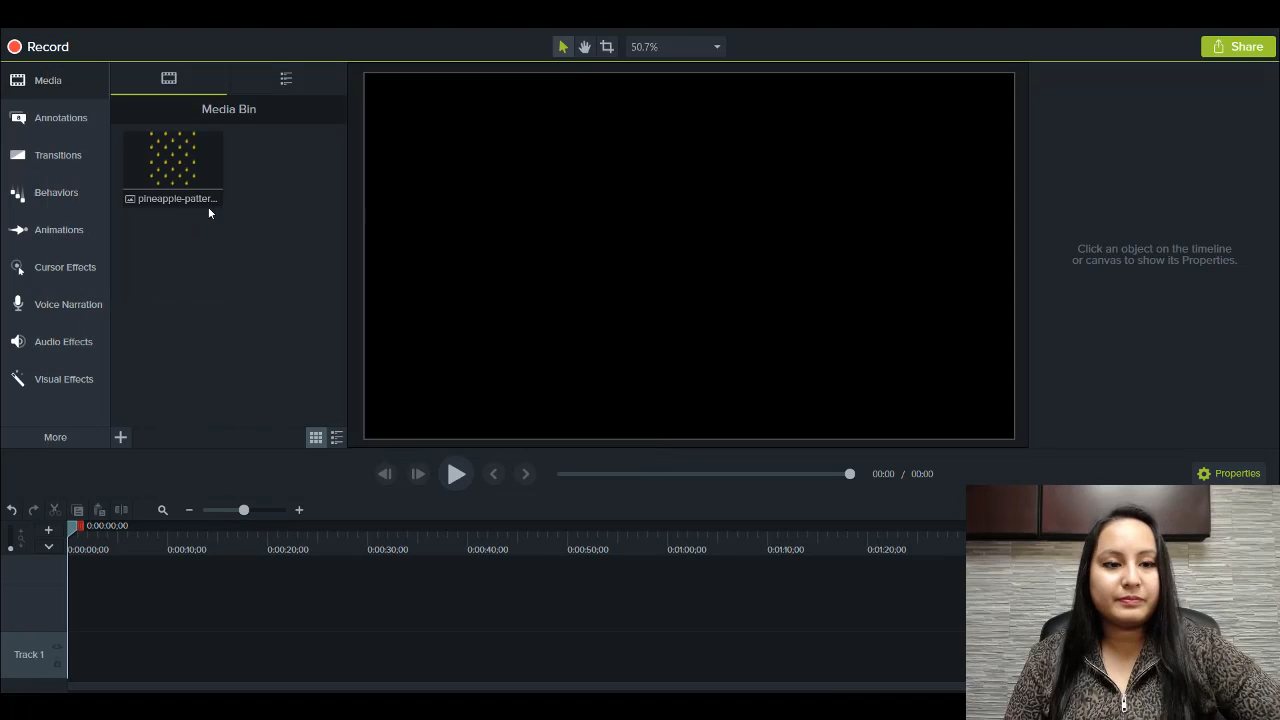 Record
50.7%
Share
Media
Annotations
Transitions
Behaviors
Animations
Cursor Effects
Voice Narration
Audio Effects
Visual Effects
More
Media Bin
pineapple-patter...
Click an object on the timeline
or canvas to show its Properties.
00:00 / 00:00
Properties
0:00:00;00
0:00:00;00 0:00:10;00 0:00:20;00 0:00:30;00 0:00:40;00 0:00:50;00 0:01:00;00 0:01:10;00 0:01:20;00
Track 1